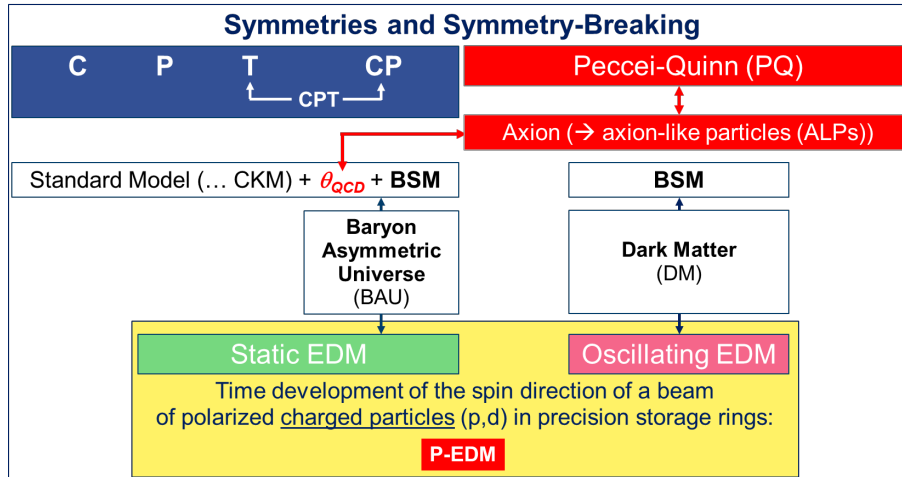 Symmetries and Symmetry-Breaking
C P T CP
CPT
Peccei-Quinn (PQ)
Axion (→ axion-like particles (ALPs))
Standard Model (… CKM) + θQCD + BSM
BSM
Baryon
Asymmetric
Universe
(BAU)
Dark Matter
(DM)
Static EDM
Oscillating EDM
Time development of the spin direction of a beam
of polarized charged particles (p,d) in precision storage rings:
P-EDM